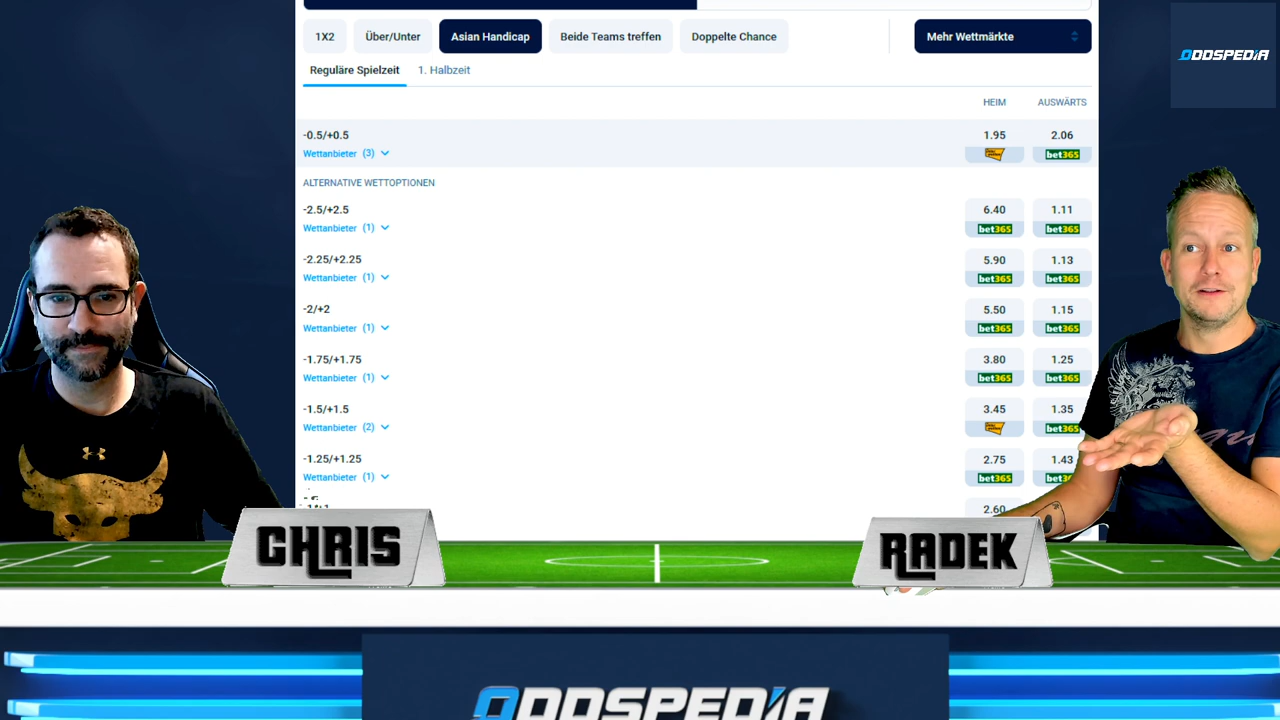 1X2 Über/Unter Asian Handicap Beide Teams treffen Doppelte Chance Mehr Wettmärkte
ODDSPEDIA
Reguläre Spielzeit 1. Halbzeit
HEIM AUSWÄRTS
-0.5/+0.5 1.95 2.06
Wettanbieter (3) bet365
ALTERNATIVE WETTOPTIONEN
-2.5/+2.5 6.40 1.11
Wettanbieter (1) bet365 bet365
-2.25/+2.25 5.90 1.13
Wettanbieter (1) bet365 bet365
-2/+2 5.50 1.15
Wettanbieter (1) bet365 bet365
-1.75/+1.75 3.80 1.25
Wettanbieter (1) bet365 bet365
-1.5/+1.5 3.45 1.35
Wettanbieter (2) bet365
-1.25/+1.25 2.75 1.43
Wettanbieter (1) bet365 bet365
2.60
CHRIS RADEK
ODDSPEDIA